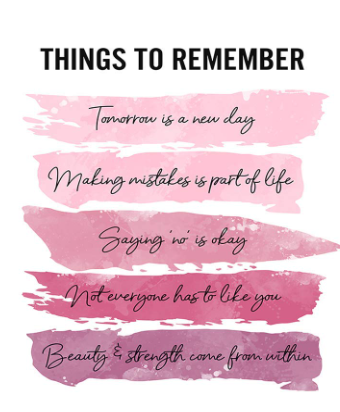 THINGS TO REMEMBER
Tomorrow is a new day
Making mistakes is part of life
Saying 'no' is okay
Not everyone has to like you
Beauty & strength come from within